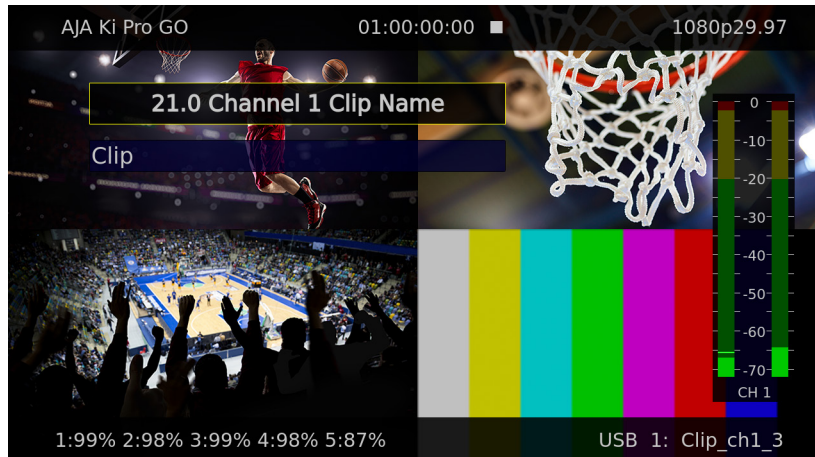 AJA Ki Pro GO 01:00:00:00 1080p29.97
21.0 Channel 1 Clip Name
Clip
0
-10
-20
-30
-40
-50
-60
-70
CH 1
1:99% 2:98% 3:99% 4:98% 5:87% USB 1: Clip_ch1_3